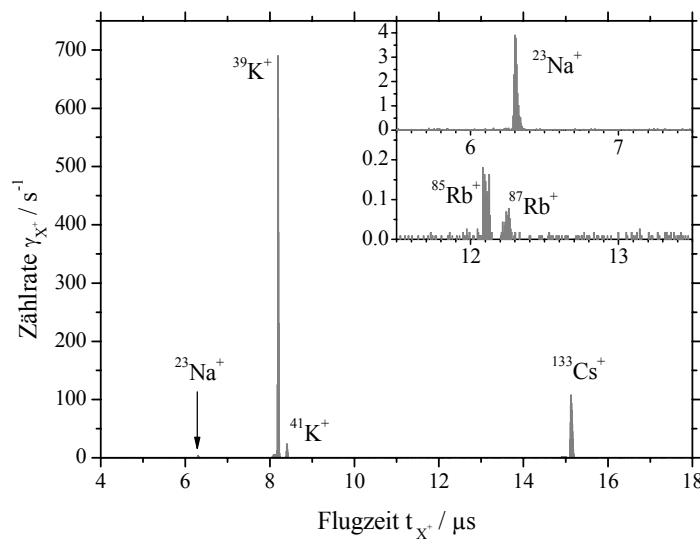 700
600
500
400
300
200
100
0
Zählrate γ_X⁺ / s⁻¹
³⁹K⁺
²³Na⁺
⁴¹K⁺
¹³³Cs⁺
4 6 8 10 12 14 16 18
Flugzeit t_X⁺ / µs
4
3
2
1
0
²³Na⁺
6 7
0.2
0.1
0.0
⁸⁵Rb⁺ ⁸⁷Rb⁺
12 13